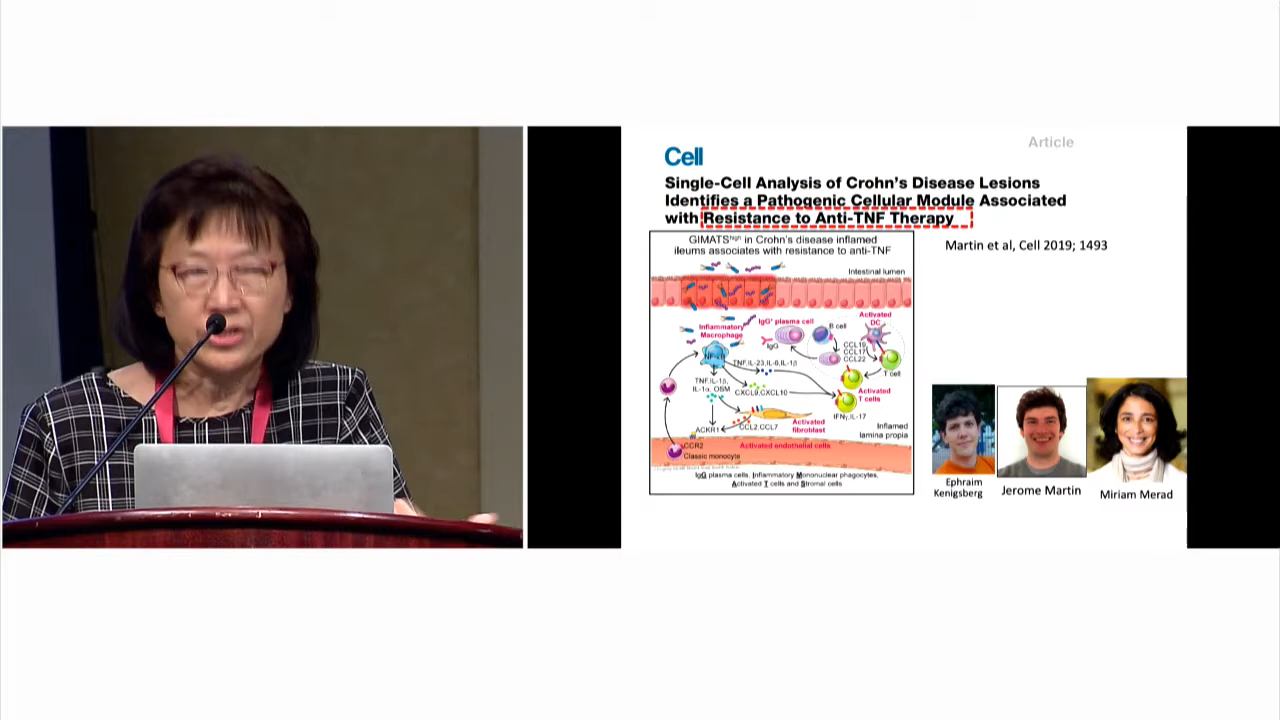 Article
Cell
Single-Cell Analysis of Crohn's Disease Lesions
Identifies a Pathogenic Cellular Module Associated
with Resistance to Anti-TNF Therapy
Martin et al, Cell 2019; 1493
GIMATShigh in Crohn's disease inflamed
ileums associates with resistance to anti-TNF
Intestinal lumen
Inflammatory
Macrophage
IgG+ plasma cell
IgG
B cell
Activated
DC
CCL19
CCL17
CCL22
T cell
TNF,IL-23,IL-6,IL-1β
TNF,IL-1β,
IL-1α, OSM
CXCL9,CXCL10
Activated
T cells
IFNγ,IL-17
ACKR1
CCL2,CCL7
Activated
fibroblast
Inflamed
lamina propia
CCR2
Classic monocyte
Activated endothelial cells
IgG plasma cells, Inflammatory Mononuclear phagocytes,
Activated T cells and Stromal cells
Ephraim
Kenigsberg
Jerome Martin
Miriam Merad